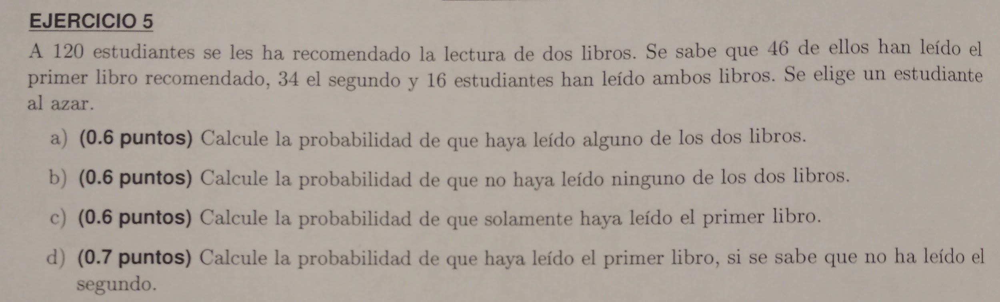 EJERCICIO 5
A 120 estudiantes se les ha recomendado la lectura de dos libros. Se sabe que 46 de ellos han leído el
primer libro recomendado, 34 el segundo y 16 estudiantes han leído ambos libros. Se elige un estudiante
al azar.
a) (0.6 puntos) Calcule la probabilidad de que haya leído alguno de los dos libros.
b) (0.6 puntos) Calcule la probabilidad de que no haya leído ninguno de los dos libros.
c) (0.6 puntos) Calcule la probabilidad de que solamente haya leído el primer libro.
d) (0.7 puntos) Calcule la probabilidad de que haya leído el primer libro, si se sabe que no ha leído el
segundo.